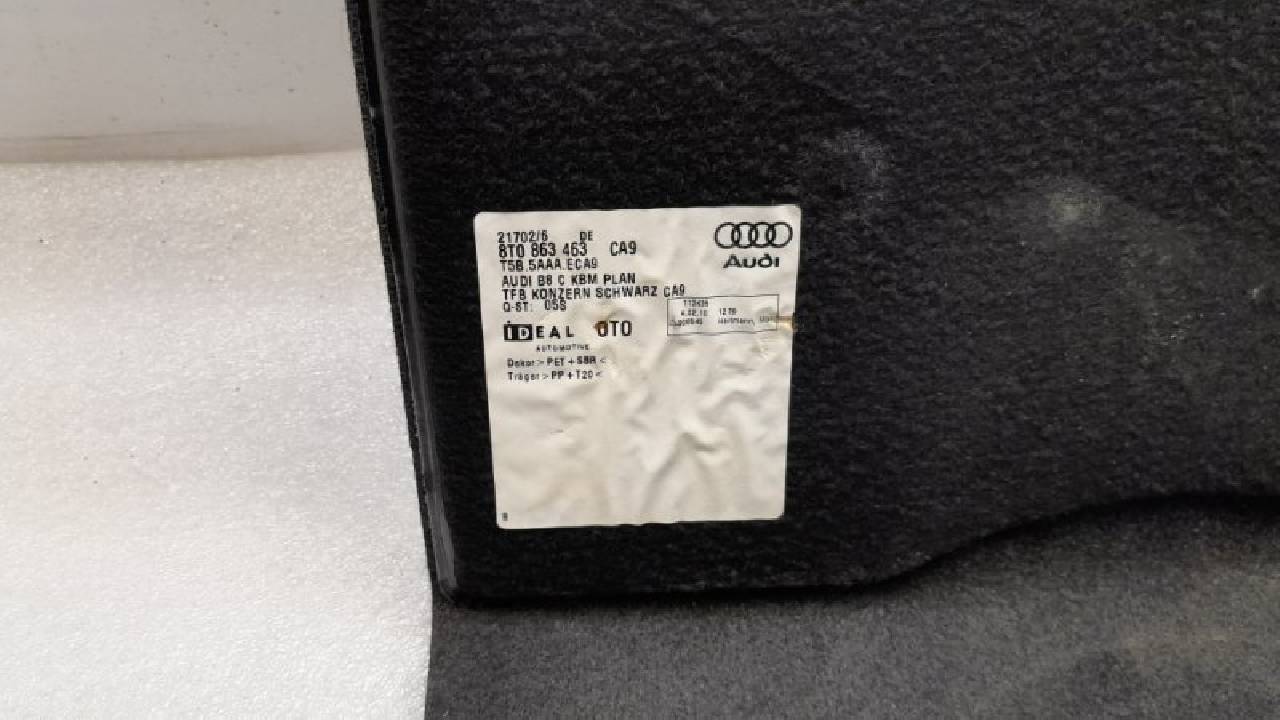 21702/6 DE
8T0 863 463 CA9
T5B.5AAA.ECA9
AUDI B8 C KBM PLAN
TFB KONZERN SCHWARZ CA9
Q-ST. 05S
IDEAL 0T0
AUTOMOTIVE
Dekor > PET + SBR <
Träger > PP + T20 <
Audi